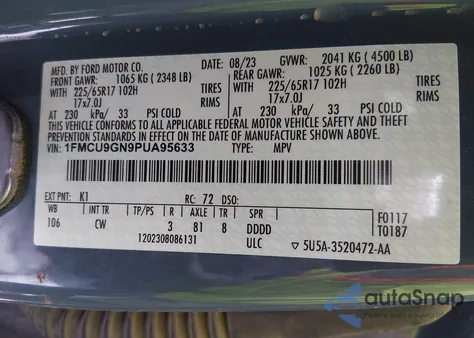 MFD. BY FORD MOTOR CO. 08/23 GVWR: 2041 KG ( 4500 LB)
FRONT GAWR: 1065 KG ( 2348 LB) REAR GAWR: 1025 KG ( 2260 LB)
WITH 225/65R17 102H TIRES WITH 225/65R17 102H TIRES
17x7.0J RIMS 17x7.0J RIMS
AT 230 kPa/ 33 PSI COLD AT 230 kPa/ 33 PSI COLD
THIS VEHICLE CONFORMS TO ALL APPLICABLE FEDERAL MOTOR VEHICLE SAFETY AND THEFT PREVENTION STANDARDS IN EFFECT ON THE
DATE OF MANUFACTURE SHOWN ABOVE.
VIN: 1FMCU9GN9PUA95633 TYPE: MPV
EXT PNT: K1 RC: 72 DSO:
WB INT TR TP/PS R AXLE TR SPR F0117
106 CW 3 81 8 DDDD T0187
1202308086131 ULC 5U5A-3520472-AA
autoSnap